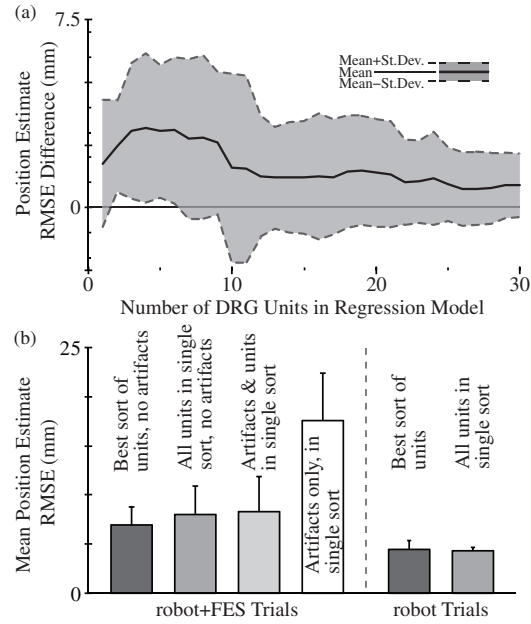 (a)
7.5
Position Estimate
RMSE Difference (mm)
Mean+St.Dev.
Mean
Mean−St.Dev.
0
0
10
20
30
Number of DRG Units in Regression Model
(b)
25
Mean Position Estimate
RMSE (mm)
0
Best sort of
units, no artifacts
All units in single
sort, no artifacts
Artifacts & units
in single sort
Artifacts only, in
single sort
Best sort of
units
All units in
single sort
robot+FES Trials
robot Trials